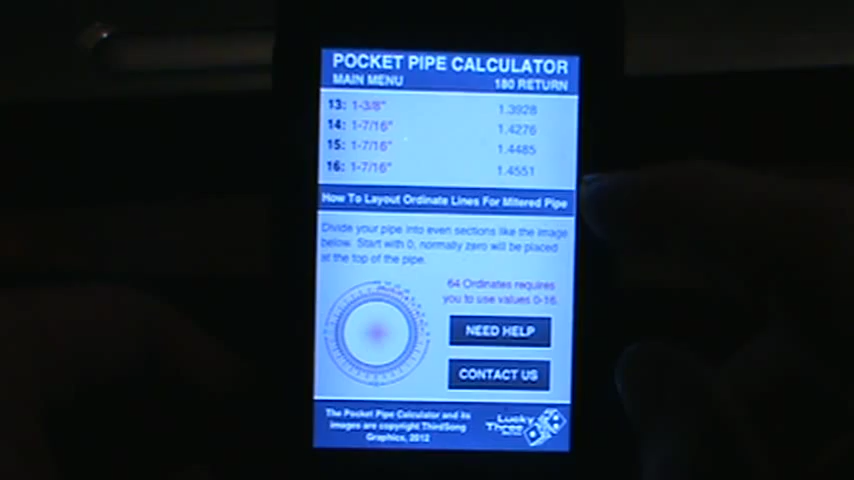 POCKET PIPE CALCULATOR
MAIN MENU 180 RETURN
13: 1-3/8" 1.3928
14: 1-7/16" 1.4276
15: 1-7/16" 1.4485
16: 1-7/16" 1.4551
How To Layout Ordinate Lines For Mitered Pipe
Divide your pipe into even sections like the image
below. Start with 0, normally zero will be placed
at the top of the pipe.
64 Ordinates requires
you to use values 0-16.
NEED HELP
CONTACT US
The Pocket Pipe Calculator and its
images are copyright ThirdSong
Graphics, 2012
Lucky
Three